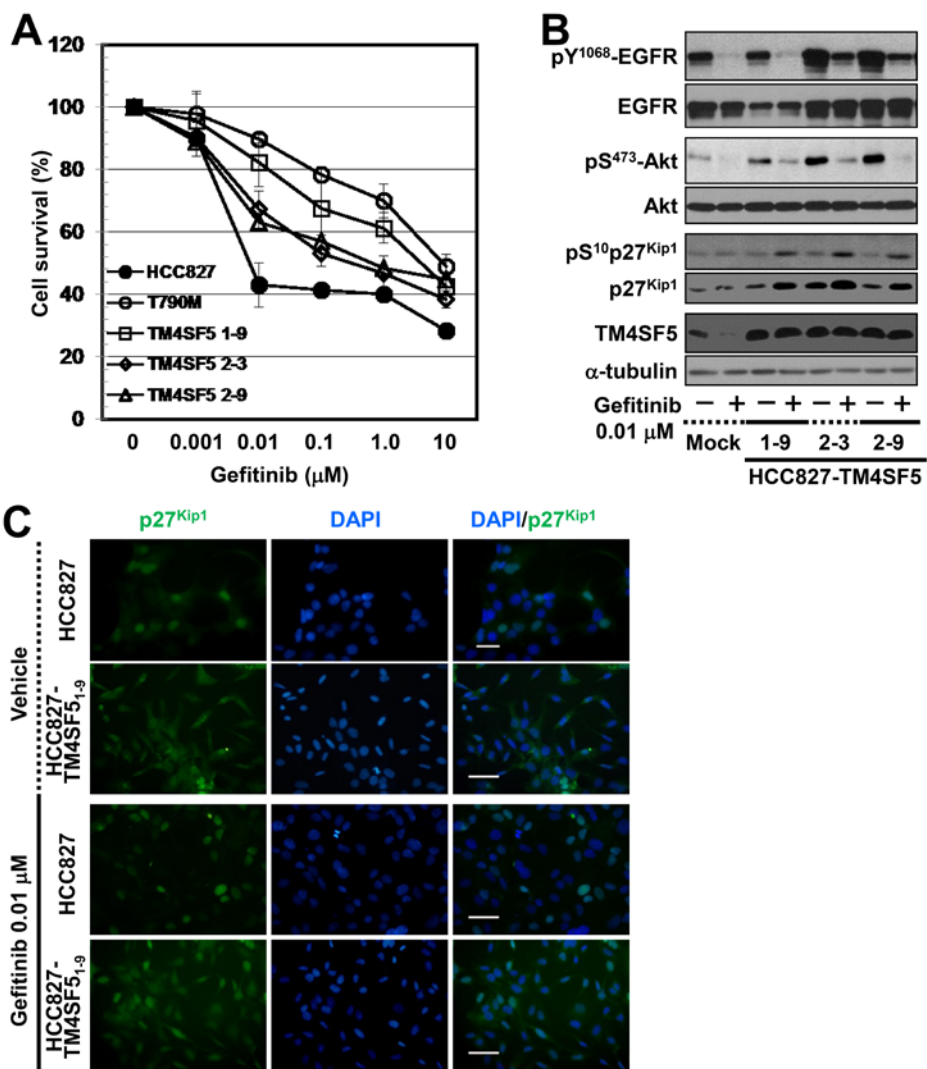 A
120
100
80
60
40
20
0
Cell survival (%)
HCC827
T790M
TM4SF5 1-9
TM4SF5 2-3
TM4SF5 2-9
0 0.001 0.01 0.1 1.0 10
Gefitinib (μM)
B
pY1068-EGFR
EGFR
pS473-Akt
Akt
pS10p27Kip1
p27Kip1
TM4SF5
α-tubulin
Gefitinib − + − + − + − +
0.01 μM
Mock 1-9 2-3 2-9
HCC827-TM4SF5
C
p27Kip1 DAPI DAPI/p27Kip1
Vehicle
HCC827
HCC827-
TM4SF51-9
Gefitinib 0.01 μM
HCC827
HCC827-
TM4SF51-9